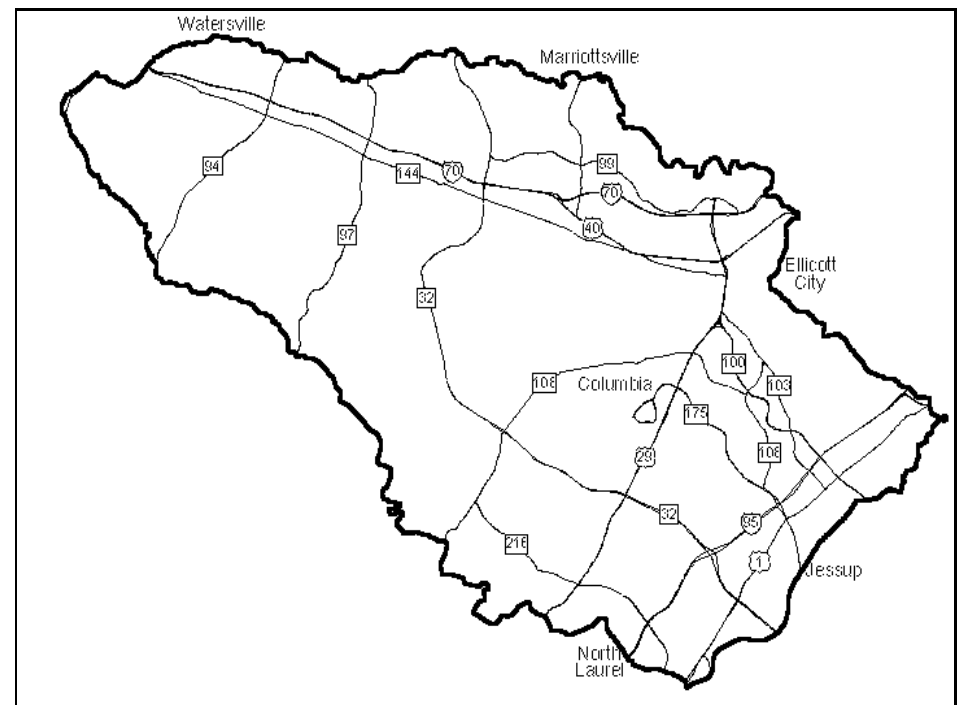 Watersville
Marriottsville
99
94
144
70
70
97
40
Ellicott
City
32
100
108
Columbia
103
175
108
29
32
95
216
1
Jessup
North
Laurel